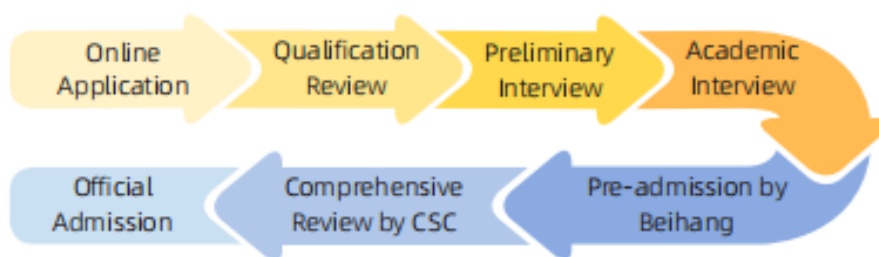 Online
Application
Qualification
Review
Preliminary
Interview
Academic
Interview
Pre-admission by
Beihang
Comprehensive
Review by CSC
Official
Admission